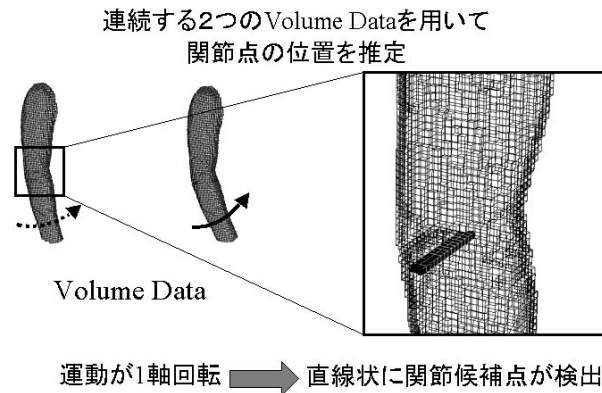 連続する2つのVolume Dataを用いて
関節点の位置を推定
Volume Data
運動が1軸回転
直線状に関節候補点が検出